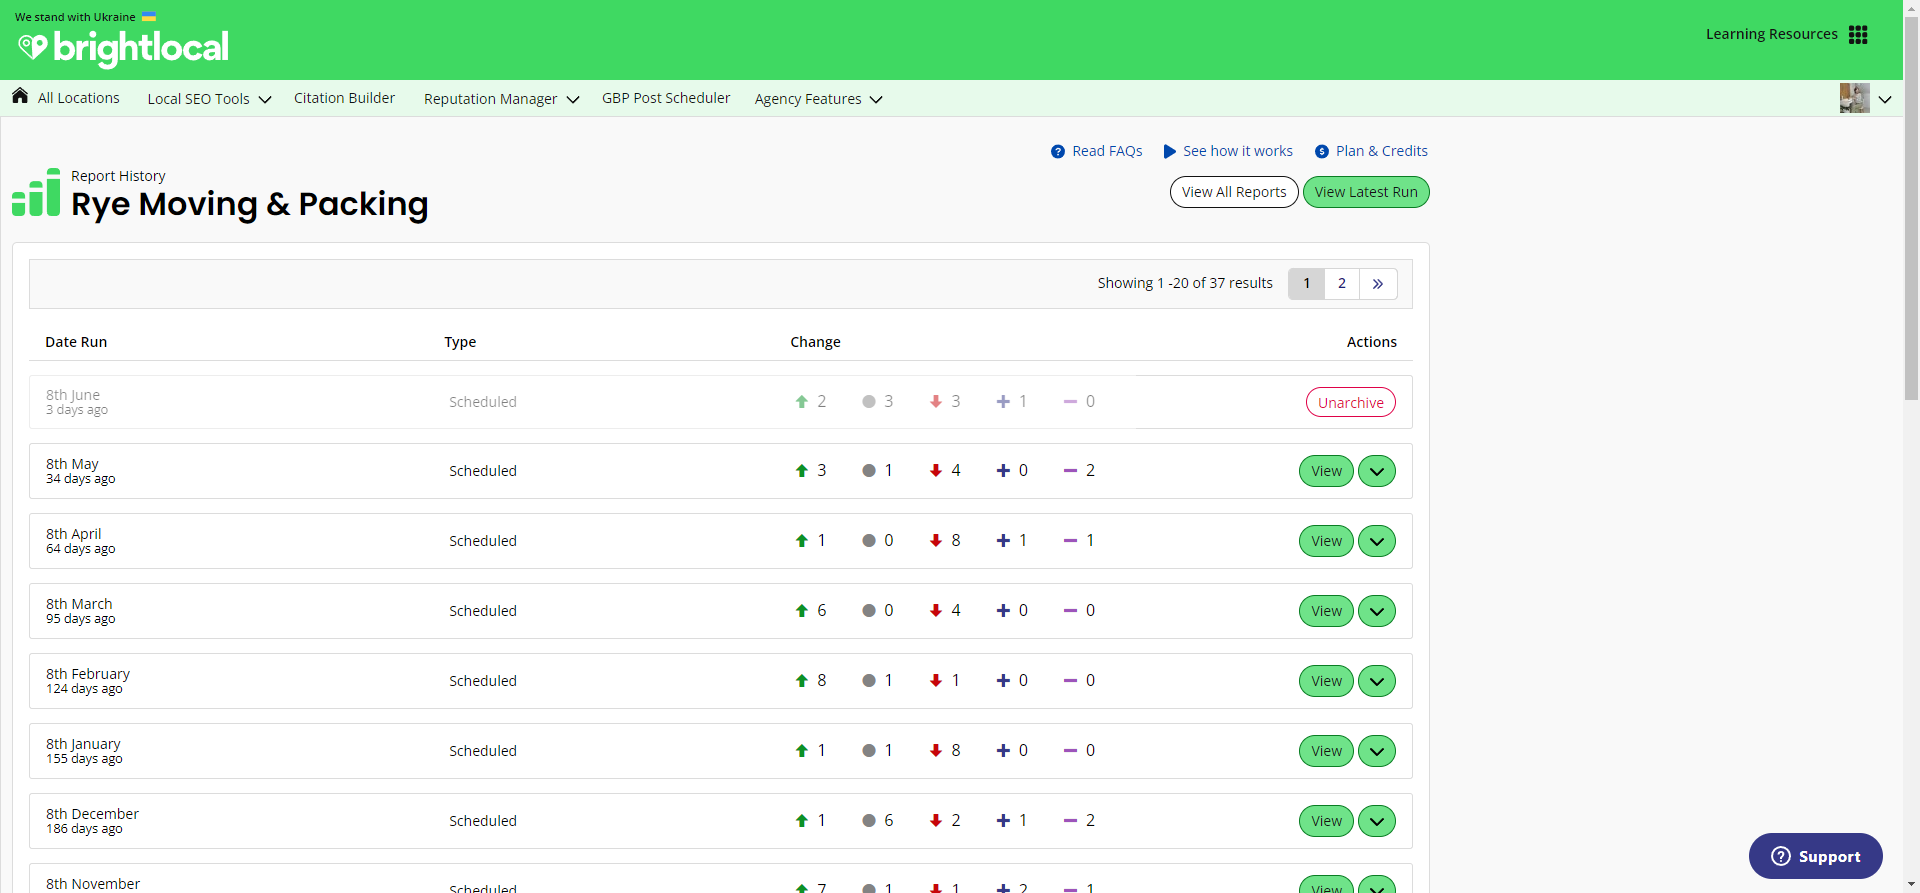 We stand with Ukraine
brightlocal
Learning Resources
All Locations Local SEO Tools Citation Builder Reputation Manager GBP Post Scheduler Agency Features
Read FAQs See how it works Plan & Credits
Report History
Rye Moving & Packing
View All Reports View Latest Run
Showing 1 -20 of 37 results 1 2 »
Date Run Type Change Actions
8th June
3 days ago
Scheduled 2 3 3 1 0 Unarchive
8th May
34 days ago
Scheduled 3 1 4 0 2 View
8th April
64 days ago
Scheduled 1 0 8 1 1 View
8th March
95 days ago
Scheduled 6 0 4 0 0 View
8th February
124 days ago
Scheduled 8 1 1 0 0 View
8th January
155 days ago
Scheduled 1 1 8 0 0 View
8th December
186 days ago
Scheduled 1 6 2 1 2 View
8th November
Scheduled 7 1 1 2 1 View
Support